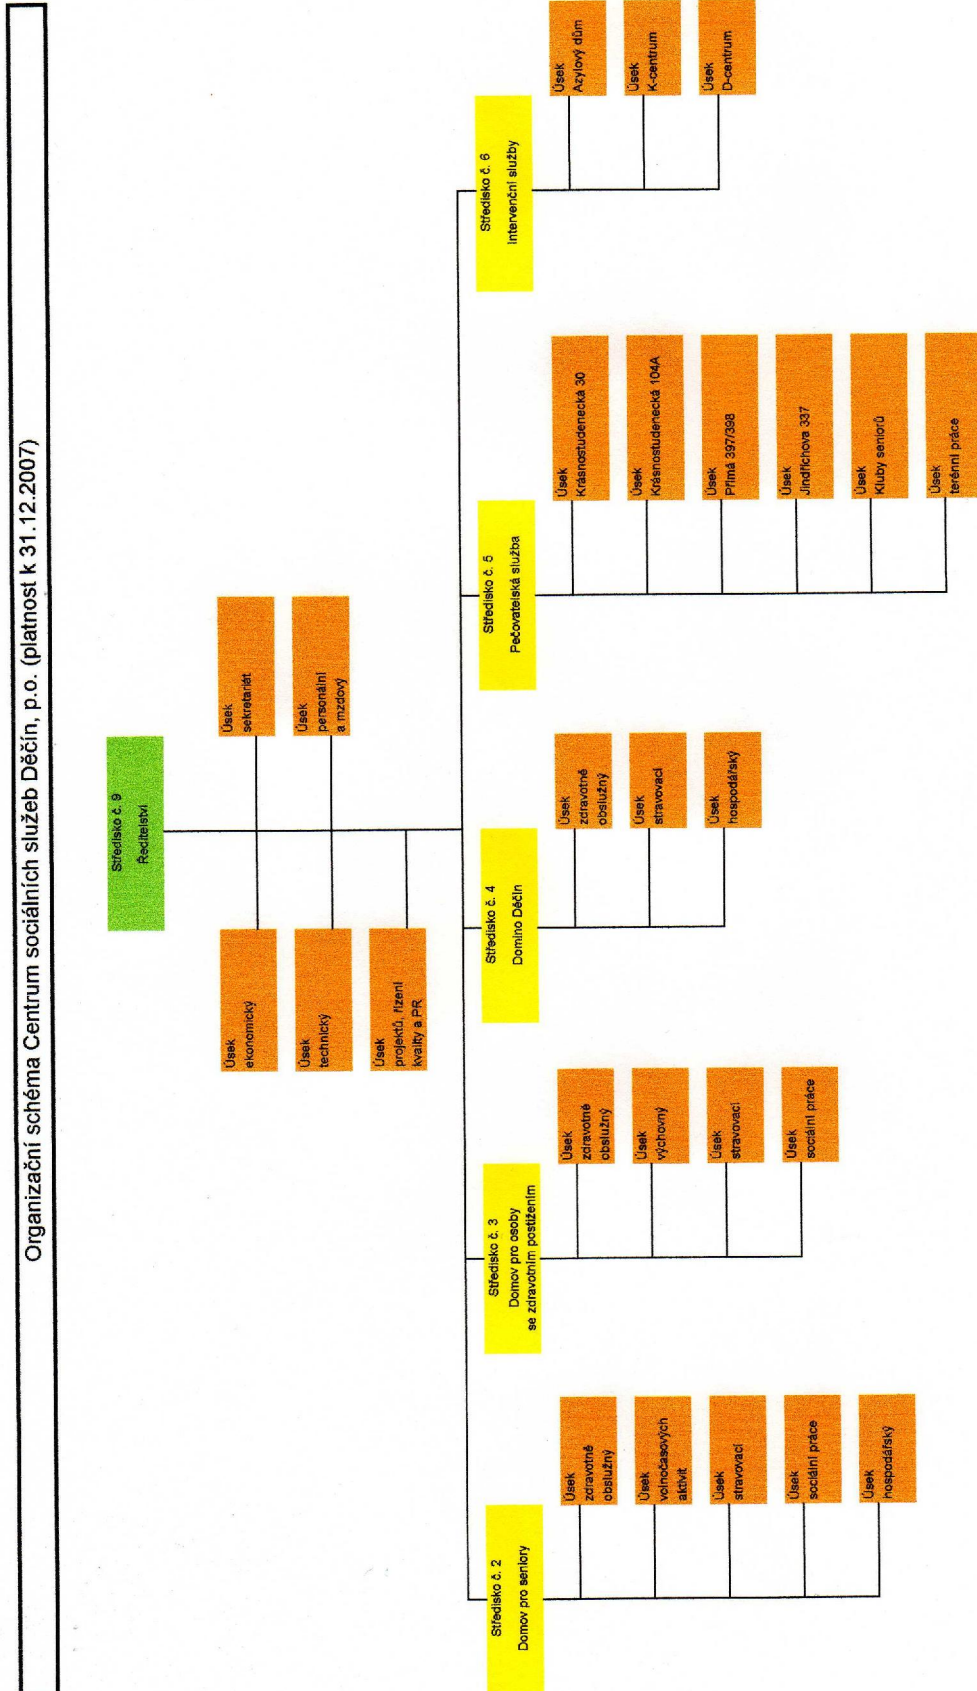 Organizační schéma Centrum sociálních služeb Děčín, p.o. (platnost k 31.12.2007)
Středisko č. 9
Ředitelství
Úsek
ekonomický
Úsek
sekretariát
Úsek
technický
Úsek
personální
a mzdový
Úsek
projektů, řízení
kvality a PR
Středisko č. 2
Domov pro seniory
Úsek
zdravotně
obslužný
Úsek
volnočasových
aktivit
Úsek
stravovací
Úsek
sociální práce
Úsek
hospodářský
Středisko č. 3
Domov pro osoby
se zdravotním postižením
Úsek
zdravotně
obslužný
Úsek
výchovný
Úsek
stravovací
Úsek
sociální práce
Středisko č. 4
Domino Děčín
Úsek
zdravotně
obslužný
Úsek
stravovací
Úsek
hospodářský
Středisko č. 5
Pečovatelská služba
Úsek
Krásnostudenecká 30
Úsek
Krásnostudenecká 104A
Úsek
Přímá 397/398
Úsek
Jindřichova 337
Úsek
Kluby seniorů
Úsek
terénní práce
Středisko č. 6
Intervenční služby
Úsek
Azylový dům
Úsek
K-centrum
Úsek
D-centrum